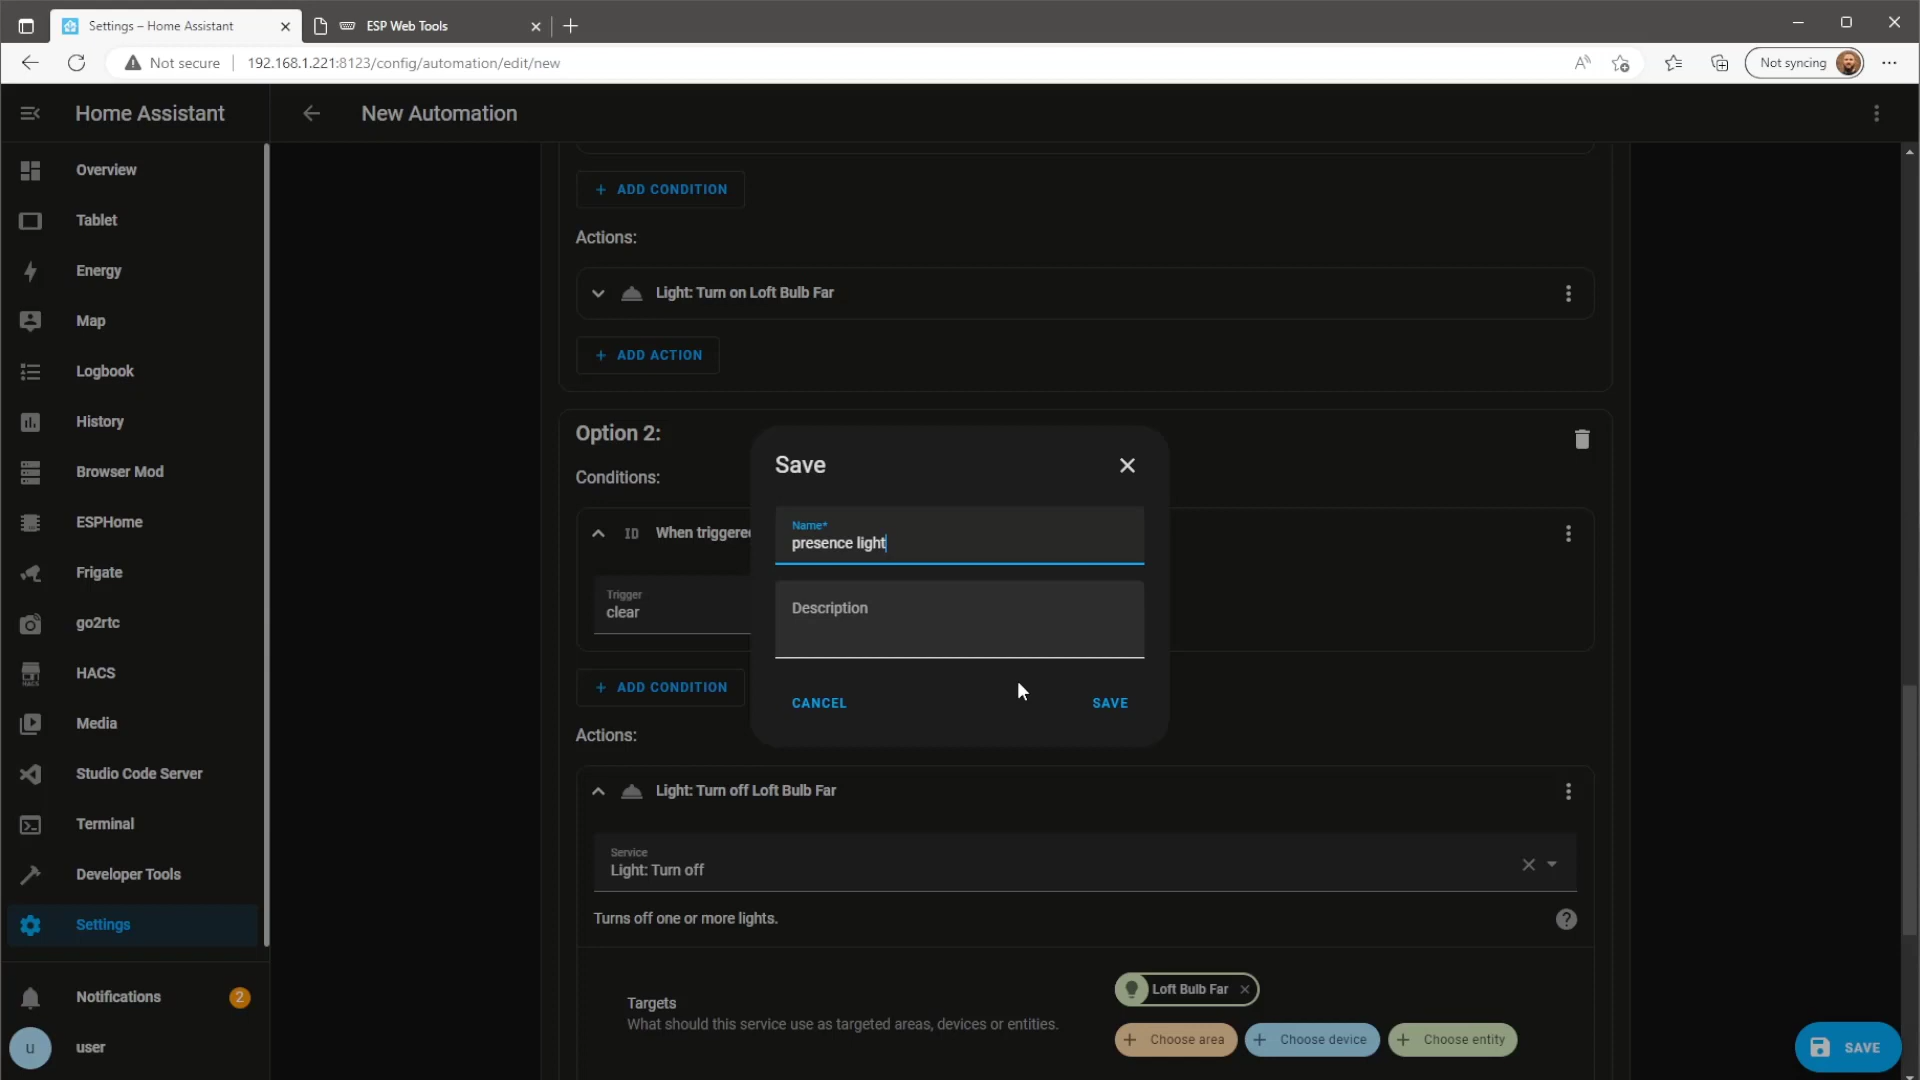 Settings – Home Assistant
ESP Web Tools
Not secure
192.168.1.221:8123/config/automation/edit/new
Not syncing
Home Assistant
New Automation
Overview
Tablet
Energy
Map
Logbook
History
Browser Mod
ESPHome
Frigate
go2rtc
HACS
HACS
Media
Studio Code Server
Terminal
Developer Tools
Settings
Notifications
2
u
user
+ ADD CONDITION
Actions:
Light: Turn on Loft Bulb Far
+ ADD ACTION
Option 2:
Conditions:
ID When triggered
Trigger
clear
+ ADD CONDITION
Actions:
Light: Turn off Loft Bulb Far
Service
Light: Turn off
Turns off one or more lights.
Targets
What should this service use as targeted areas, devices or entities.
Loft Bulb Far
+ Choose area
+ Choose device
+ Choose entity
SAVE
Save
Name*
presence light
Description
CANCEL
SAVE